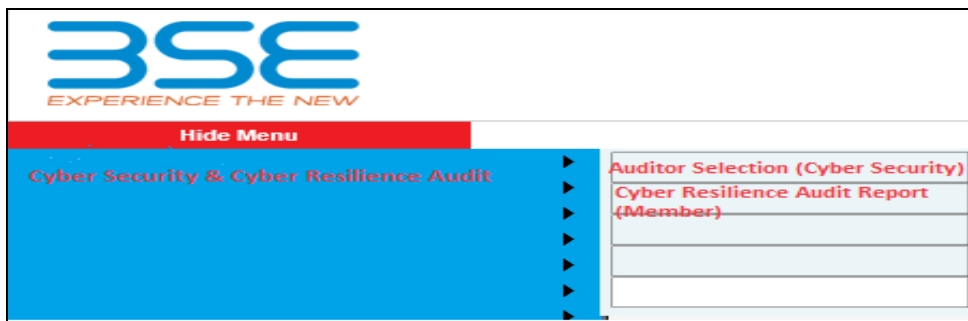 BSE
EXPERIENCE THE NEW
Hide Menu
Cyber Security & Cyber Resilience Audit
Auditor Selection (Cyber Security)
Cyber Resilience Audit Report
(Member)